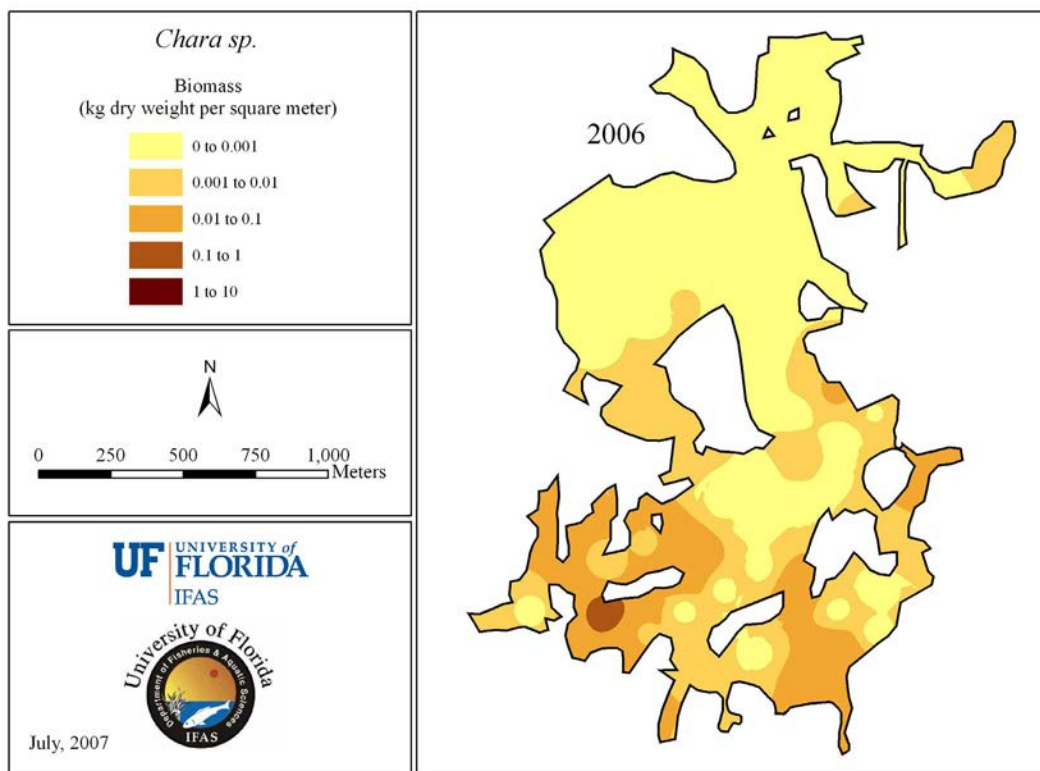 Chara sp.
Biomass
(kg dry weight per square meter)
0 to 0.001
0.001 to 0.01
0.01 to 0.1
0.1 to 1
1 to 10
N
0 250 500 750 1,000
Meters
UF UNIVERSITY of
FLORIDA
IFAS
University of Florida
Department of Fisheries & Aquatic Sciences
IFAS
July, 2007
2006